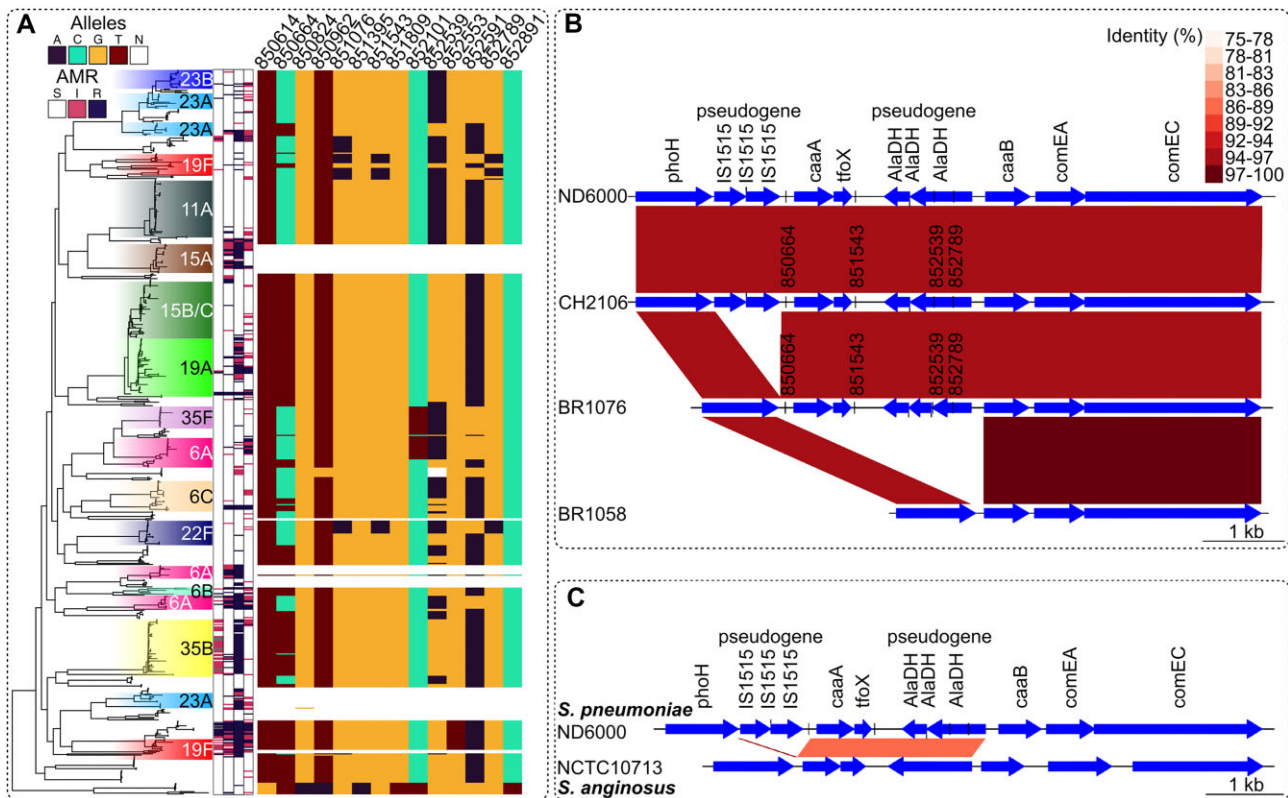 A
Alleles
A C G T N
AMR
S I R
850614
850664
850824
850962
851076
851395
851543
851809
852101
852539
852553
852591
852789
852891
23B
23A
23A
19F
11A
15A
15B/C
19A
35F
6A
6C
22F
6A
6B
6A
35B
23A
19F
B
Identity (%)
75-78
78-81
81-83
83-86
86-89
89-92
92-94
94-97
97-100
pseudogene pseudogene
phoH IS1515 IS1515 IS1515 caaA tfoX AlaDH AlaDH AlaDH caaB comEA comEC
ND6000
850664 851543 852539 852789
CH2106
850664 851543 852539 852789
BR1076
BR1058
1 kb
C
pseudogene pseudogene
phoH IS1515 IS1515 IS1515 caaA tfoX AlaDH AlaDH AlaDH caaB comEA comEC
S. pneumoniae
ND6000
NCTC10713
S. anginosus
1 kb